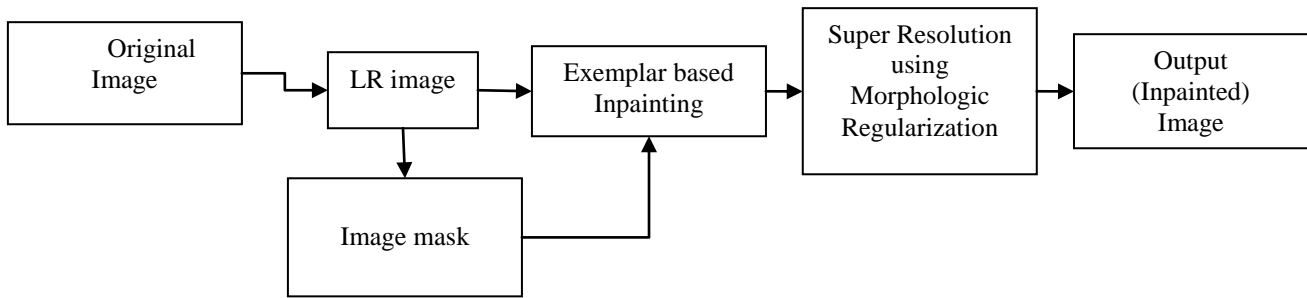 Original
Image
LR image
Image mask
Exemplar based
Inpainting
Super Resolution
using
Morphologic
Regularization
Output
(Inpainted)
Image